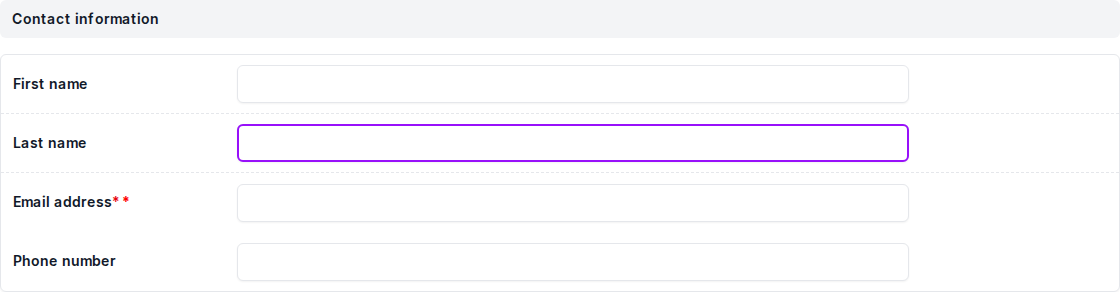 Contact information
First name
Last name
Email address**
Phone number